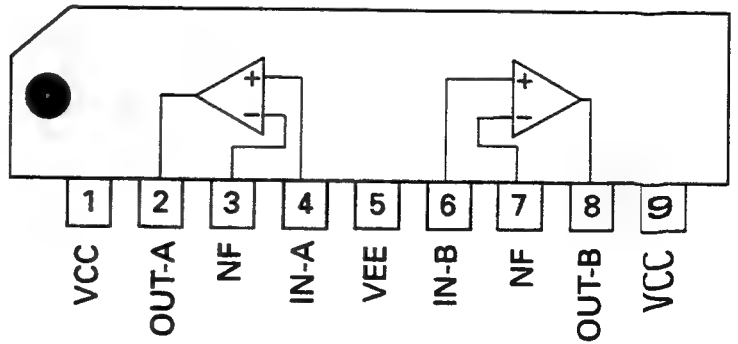 +
−
+
−
1 2 3 4 5 6 7 8 9
VCC
OUT-A
NF
IN-A
VEE
IN-B
NF
OUT-B
VCC